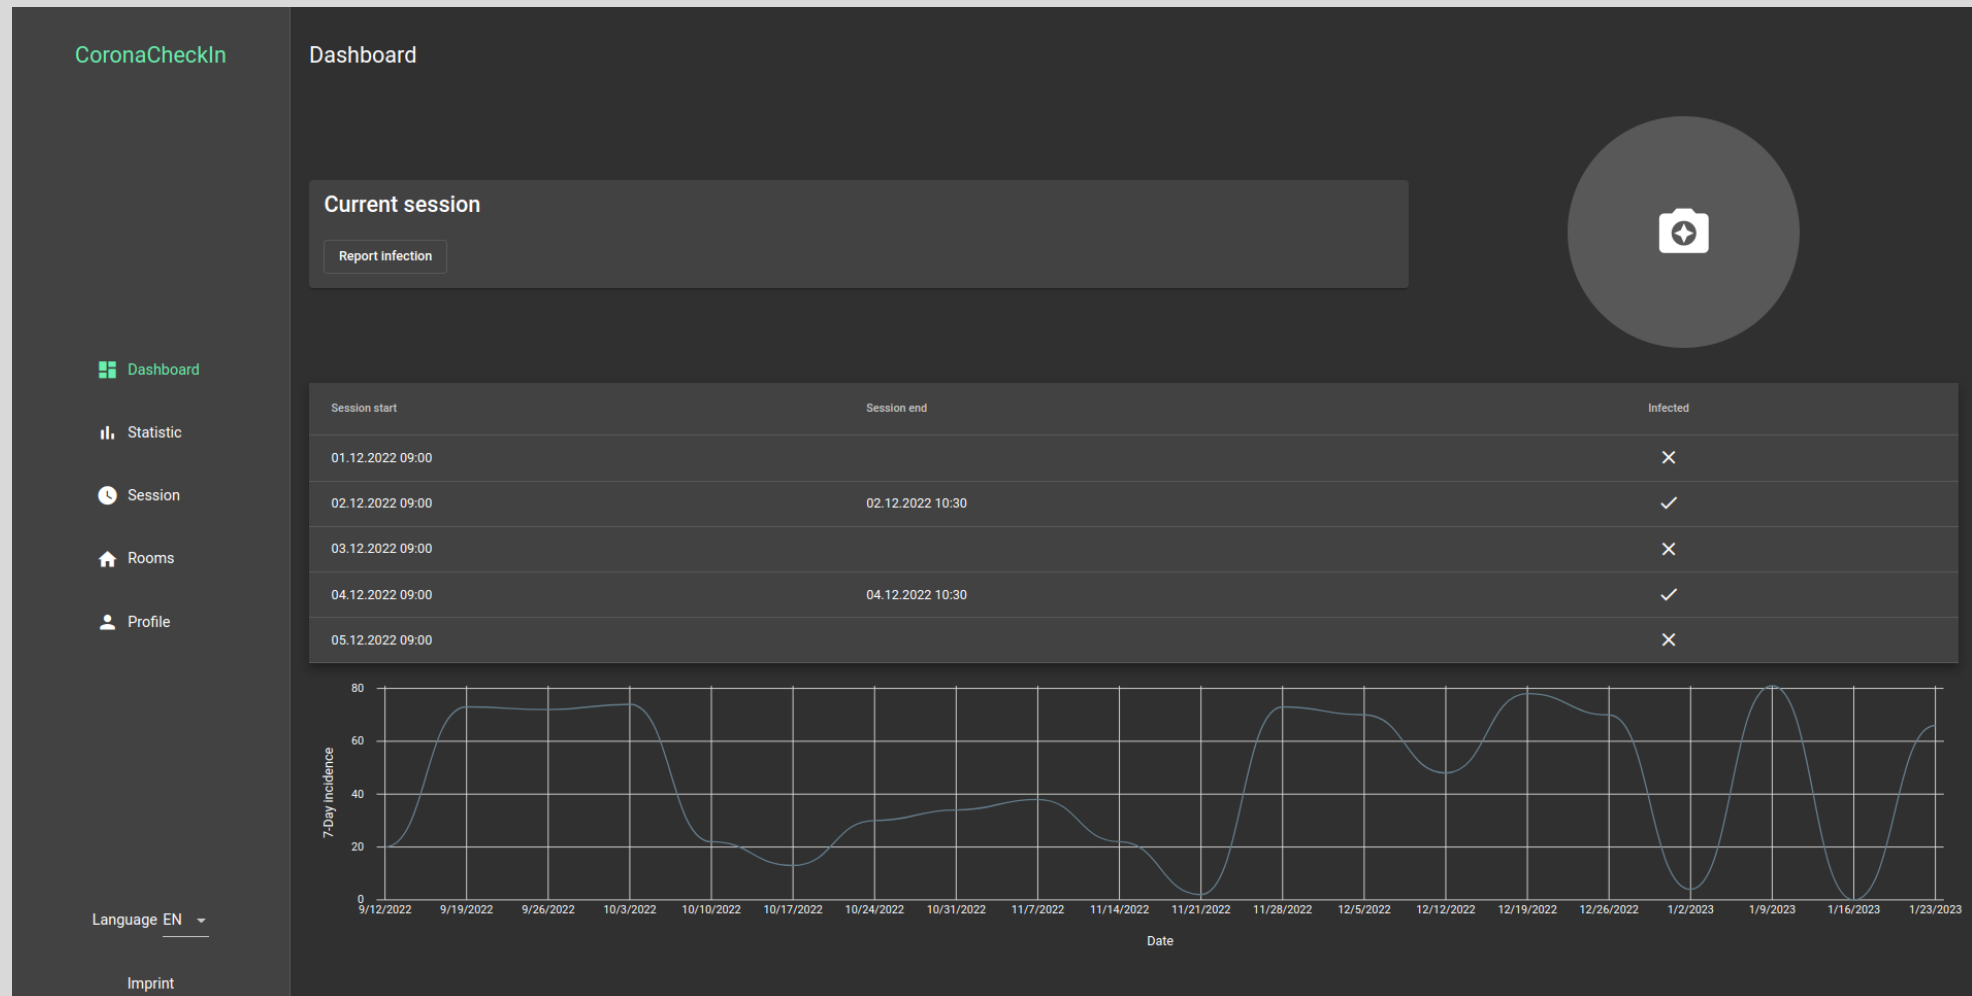 CoronaCheckIn
Dashboard
Statistic
Session
Rooms
Profile
Language EN
Imprint
Dashboard
Current session
Report infection
Session start Session end Infected
01.12.2022 09:00
02.12.2022 09:00 02.12.2022 10:30
03.12.2022 09:00
04.12.2022 09:00 04.12.2022 10:30
05.12.2022 09:00
7-Day incidence
80
60
40
20
0
9/12/2022 9/19/2022 9/26/2022 10/3/2022 10/10/2022 10/17/2022 10/24/2022 10/31/2022 11/7/2022 11/14/2022 11/21/2022 11/28/2022 12/5/2022 12/12/2022 12/19/2022 12/26/2022 1/2/2023 1/9/2023 1/16/2023 1/23/2023
Date